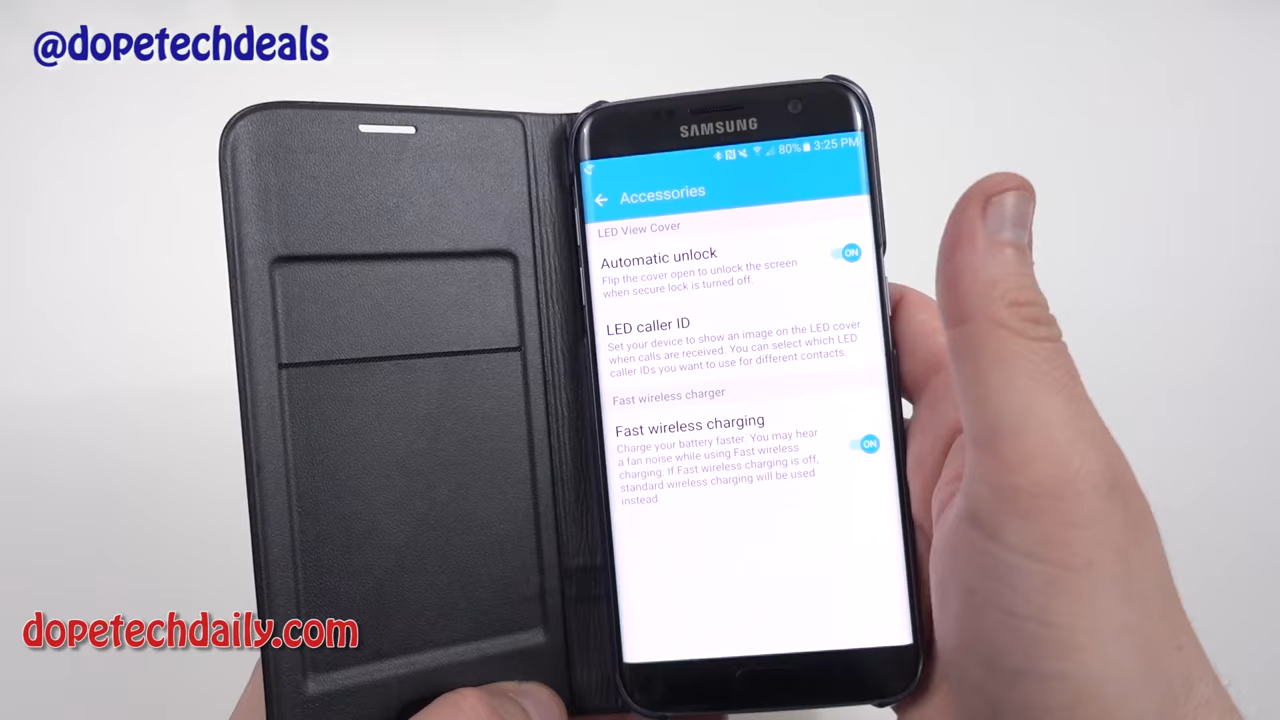 @dopetechdeals
SAMSUNG
80% 3:25 PM
Accessories
LED View Cover
Automatic unlock
ON
Flip the cover open to unlock the screen
when secure lock is turned off.
LED caller ID
Set your device to show an image on the LED cover
when calls are received. You can select which LED
caller IDs you want to use for different contacts.
Fast wireless charger
Fast wireless charging
ON
Charge your battery faster. You may hear
a fan noise while using Fast wireless
charging. If Fast wireless charging is off,
standard wireless charging will be used
instead.
dopetechdaily.com